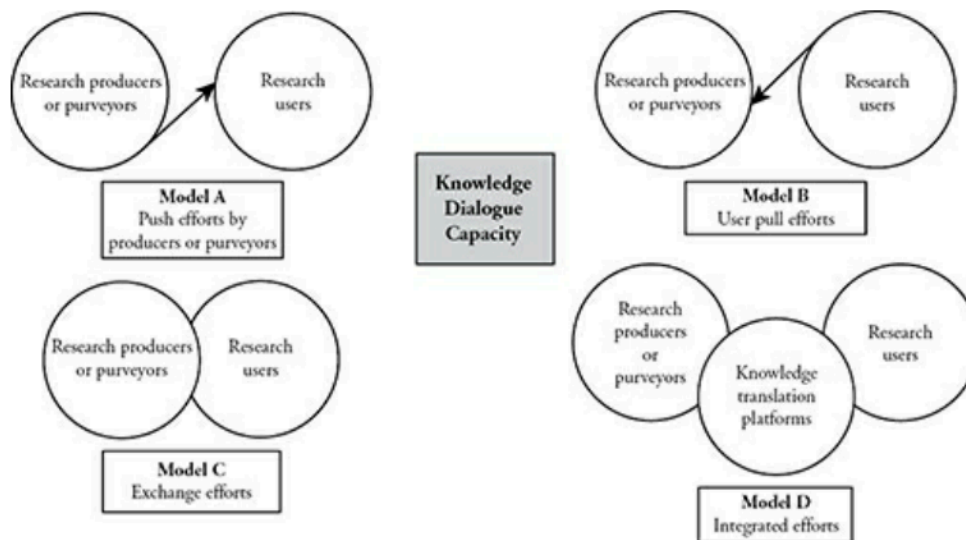 Research producers
or purveyors
Research
users
Model A
Push efforts by
producers or purveyors
Research producers
or purveyors
Research
users
Model B
User pull efforts
Knowledge
Dialogue
Capacity
Research producers
or purveyors
Research
users
Model C
Exchange efforts
Research
producers
or
purveyors
Knowledge
translation
platforms
Research
users
Model D
Integrated efforts